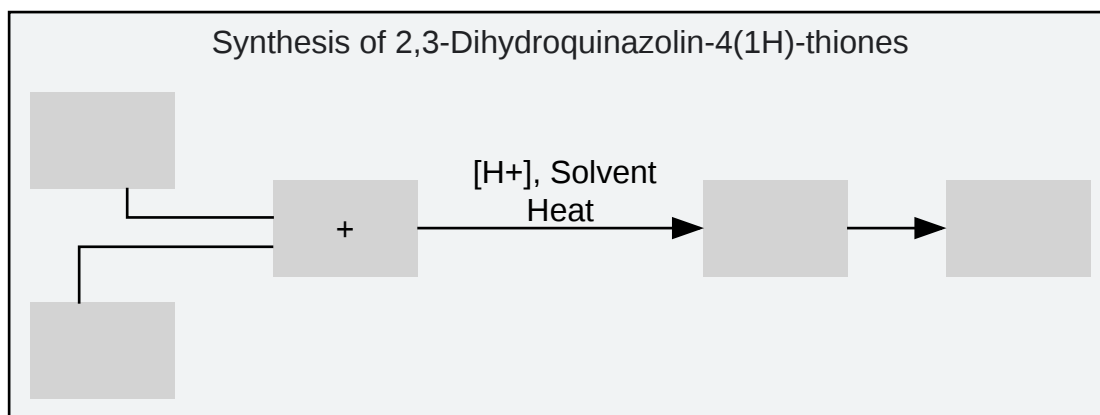 Synthesis of 2,3-Dihydroquinazolin-4(1H)-thiones
[H+], Solvent
Heat
+